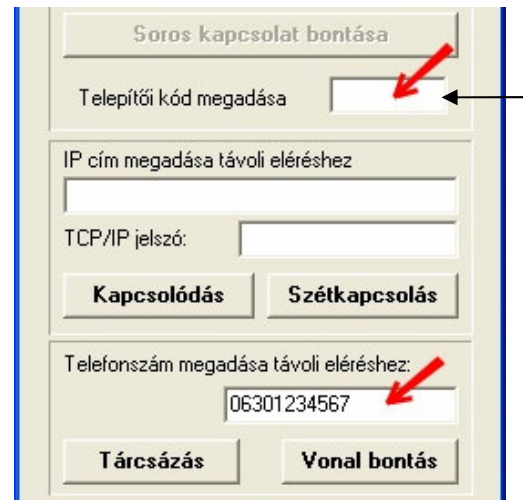 Soros kapcsolat bontása
Telepítői kód megadása
IP cím megadása távoli eléréshez
TCP/IP jelszó:
Kapcsolódás Szétkapcsolás
Telefonszám megadása távoli eléréshez:
06301234567
Tárcsázás Vonal bontás